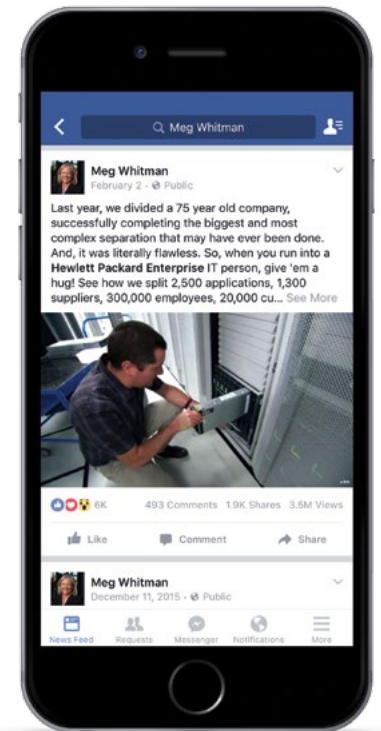 Meg Whitman
Meg Whitman
February 2 · Public
Last year, we divided a 75 year old company,
successfully completing the biggest and most
complex separation that may have ever been done.
And, it was literally flawless. So, when you run into a
Hewlett Packard Enterprise IT person, give 'em a
hug! See how we split 2,500 applications, 1,300
suppliers, 300,000 employees, 20,000 cu... See More
6K 493 Comments 1.9K Shares 3.5M Views
Like Comment Share
Meg Whitman
December 11, 2015 · Public
News Feed Requests Messenger Notifications More